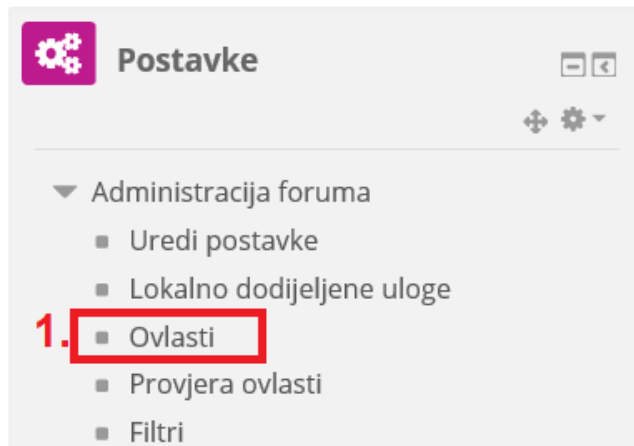 Postavke
Administracija foruma
Uredi postavke
Lokalno dodijeljene uloge
1. Ovlasti
Provjera ovlasti
Filtri